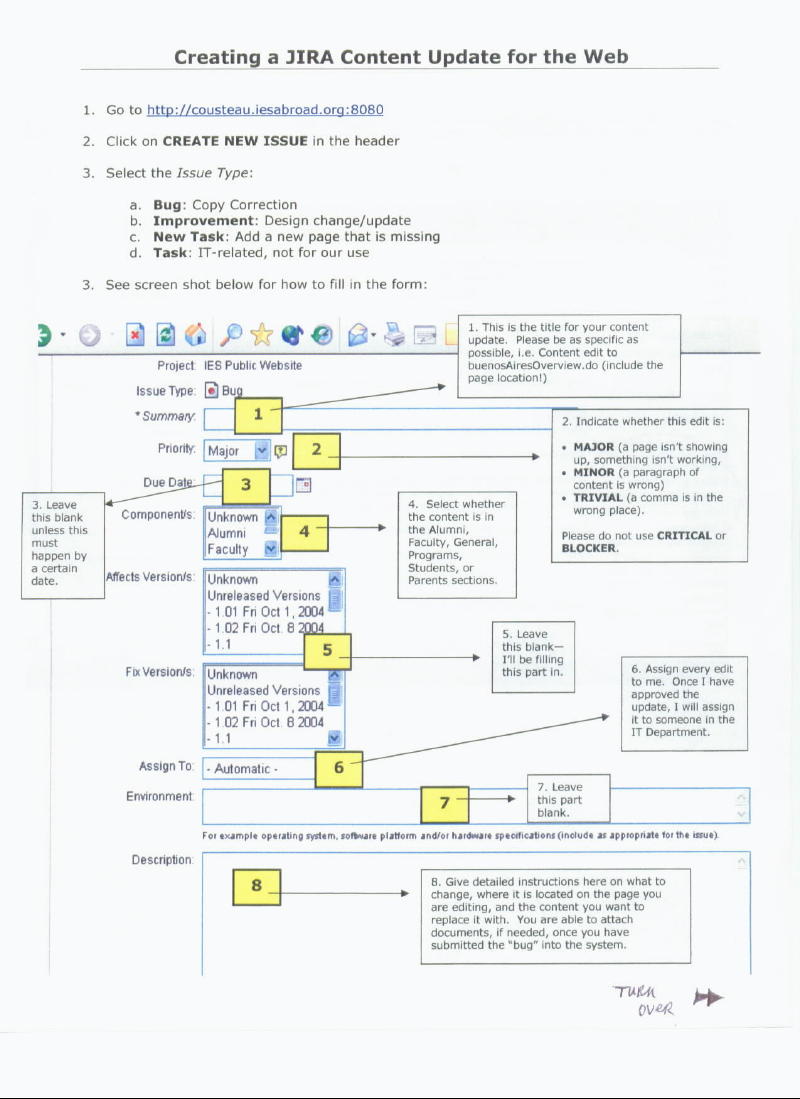 Creating a JIRA Content Update for the Web
1. Go to http://cousteau.iesabroad.org:8080
2. Click on CREATE NEW ISSUE in the header
3. Select the Issue Type:
a. Bug: Copy Correction
b. Improvement: Design change/update
c. New Task: Add a new page that is missing
d. Task: IT-related, not for our use
3. See screen shot below for how to fill in the form:
1. This is the title for your content
update. Please be as specific as
possible, i.e. Content edit to
buenosAiresOverview.do (include the
page location!)
Project: IES Public Website
Issue Type: Bug
* Summary:
1
2. Indicate whether this edit is:
• MAJOR (a page isn't showing
up, something isn't working,
• MINOR (a paragraph of
content is wrong)
• TRIVIAL (a comma is in the
wrong place).
Please do not use CRITICAL or
BLOCKER.
Priority: Major
2
Due Date:
3
3. Leave
this blank
unless this
must
happen by
a certain
date.
Component/s:
Unknown
Alumni
Faculty
4
4. Select whether
the content is in
the Alumni,
Faculty, General,
Programs,
Students, or
Parents sections.
Affects Version/s:
Unknown
Unreleased Versions
- 1.01 Fri Oct 1, 2004
- 1.02 Fri Oct. 8 2004
- 1.1
5
5. Leave
this blank—
I'll be filling
this part in.
Fix Version/s:
Unknown
Unreleased Versions
- 1.01 Fri Oct 1, 2004
- 1.02 Fri Oct. 8 2004
- 1.1
6. Assign every edit
to me. Once I have
approved the
update, I will assign
it to someone in the
IT Department.
Assign To: - Automatic -
6
Environment:
7
7. Leave
this part
blank.
For example operating system, software platform and/or hardware specifications (include as appropriate for the issue).
Description:
8
8. Give detailed instructions here on what to
change, where it is located on the page you
are editing, and the content you want to
replace it with. You are able to attach
documents, if needed, once you have
submitted the "bug" into the system.
TURN
OVER